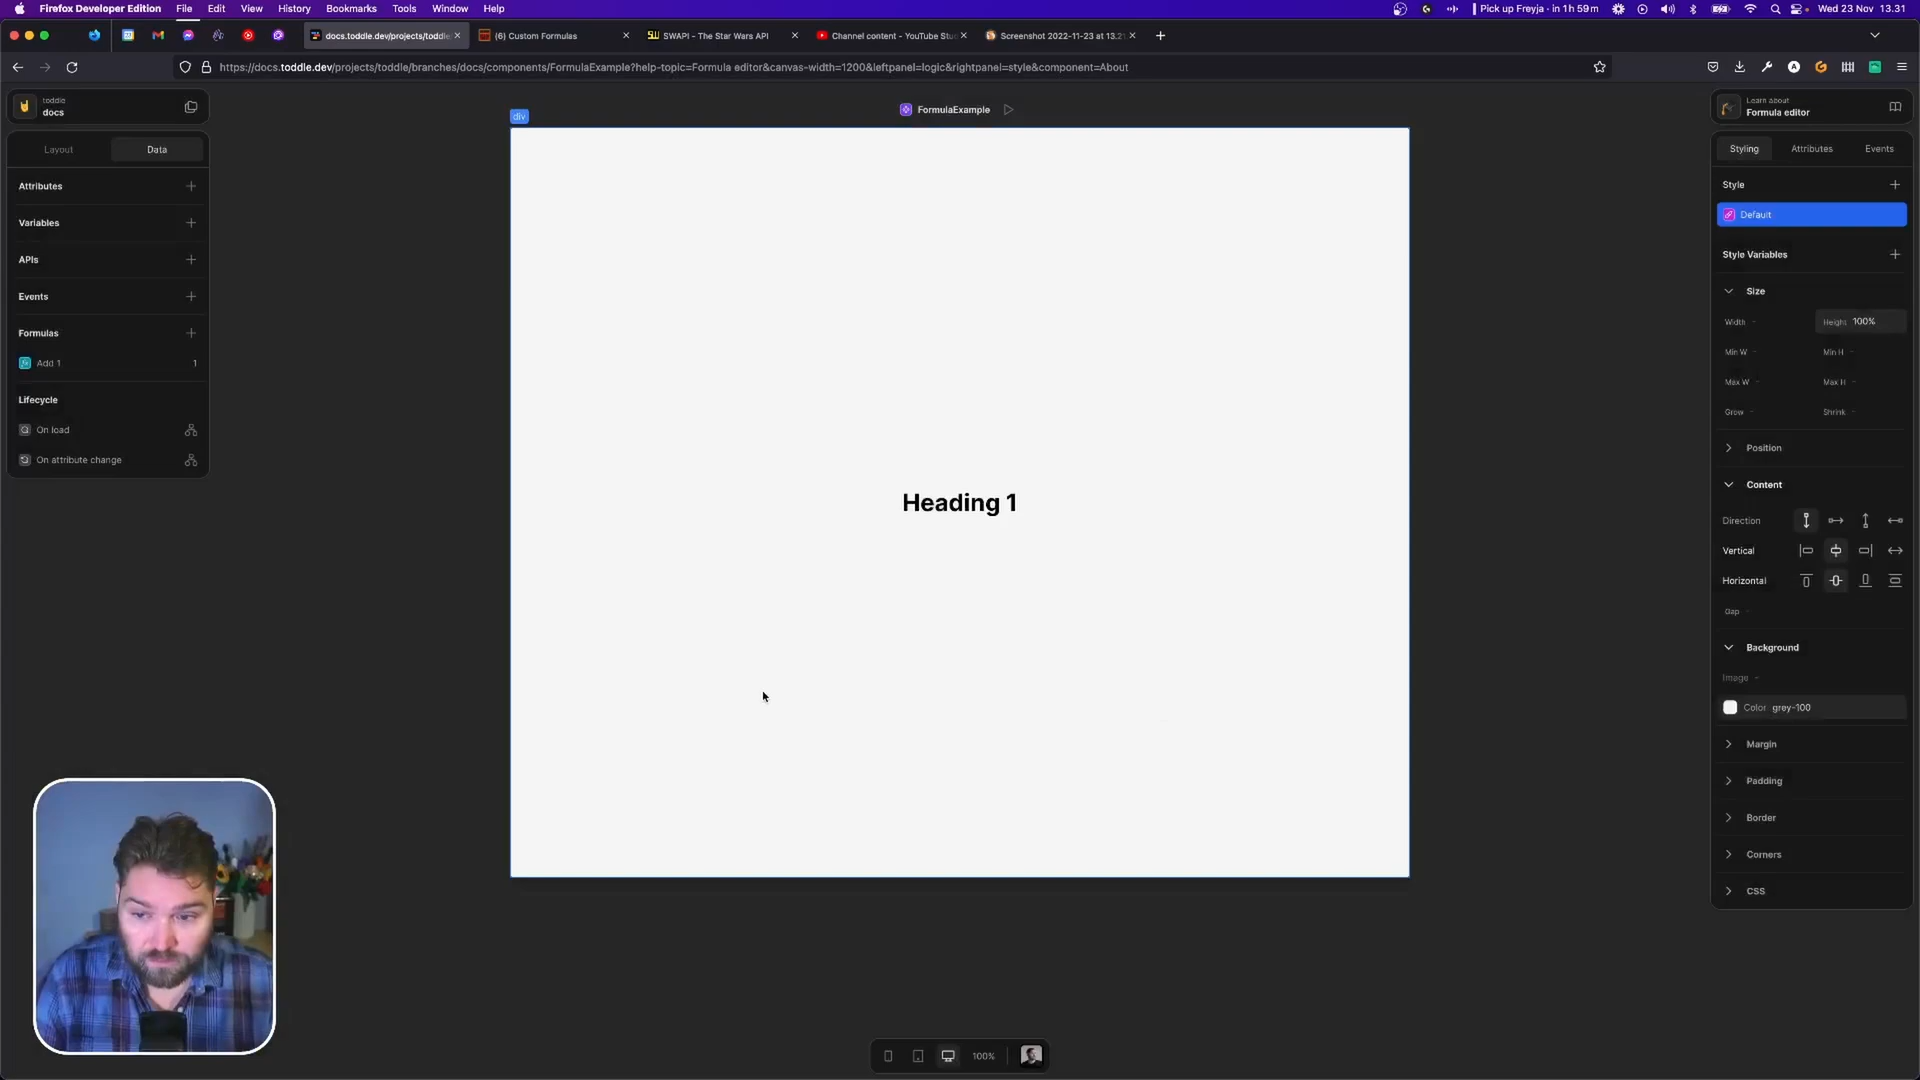 Firefox Developer Edition File Edit View History Bookmarks Tools Window Help Pick up Freyja · in 1 h 59 m Wed 23 Nov 13.31
docs.toddle.dev/projects/toddle (6) Custom Formulas SWAPI - The Star Wars API Channel content - YouTube Stu Screenshot 2022-11-23 at 13.21
https://docs.toddle.dev/projects/toddle/branches/docs/components/FormulaExample?help-topic=Formula editor&canvas-width=1200&leftpanel=logic&rightpanel=style&component=About
toddle
docs
Layout Data
Attributes
Variables
APIs
Events
Formulas
Add 1 1
Lifecycle
On load
On attribute change
div
FormulaExample
Heading 1
100%
Learn about
Formula editor
Styling Attributes Events
Style
Default
Style Variables
Size
Width - Height 100%
Min W - Min H -
Max W - Max H -
Grow - Shrink -
Position
Content
Direction
Vertical
Horizontal
Gap -
Background
Image -
Color grey-100
Margin
Padding
Border
Corners
CSS